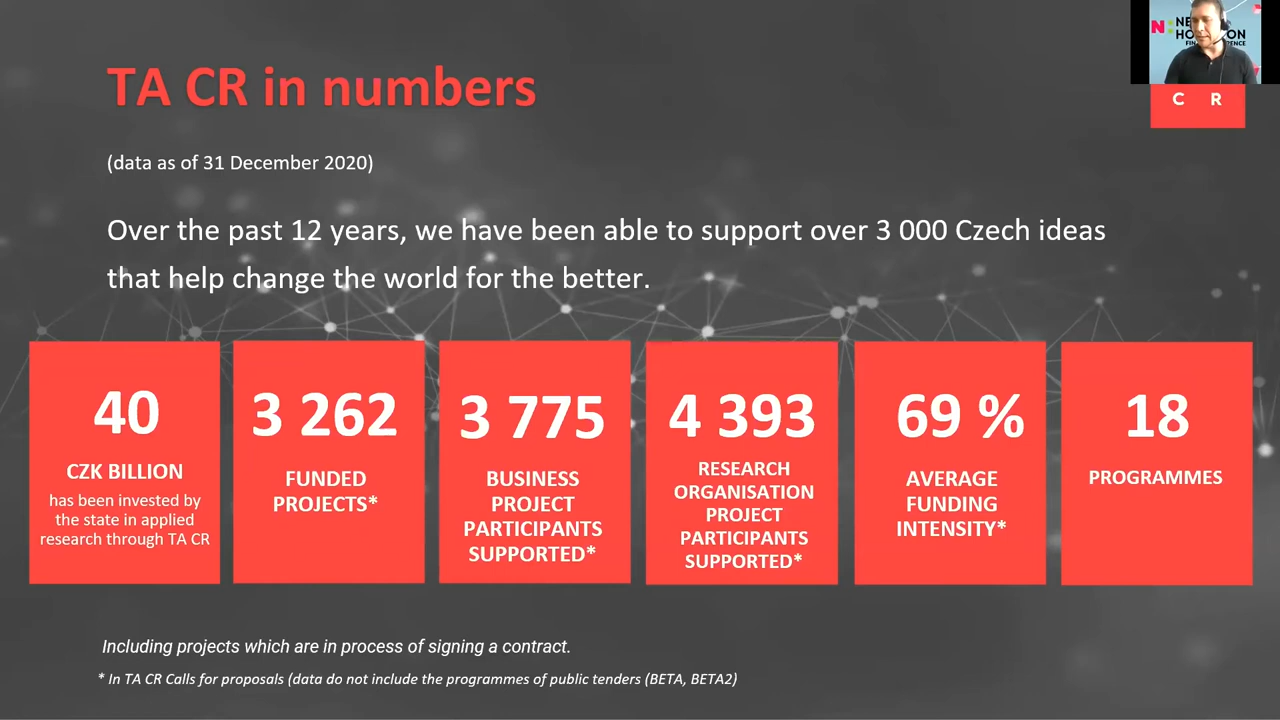 TA CR in numbers
C R
(data as of 31 December 2020)
Over the past 12 years, we have been able to support over 3 000 Czech ideas
that help change the world for the better.
40
CZK BILLION
has been invested by
the state in applied
research through TA CR
3 262
FUNDED
PROJECTS*
3 775
BUSINESS
PROJECT
PARTICIPANTS
SUPPORTED*
4 393
RESEARCH
ORGANISATION
PROJECT
PARTICIPANTS
SUPPORTED*
69 %
AVERAGE
FUNDING
INTENSITY*
18
PROGRAMMES
Including projects which are in process of signing a contract.
* In TA CR Calls for proposals (data do not include the programmes of public tenders (BETA, BETA2)